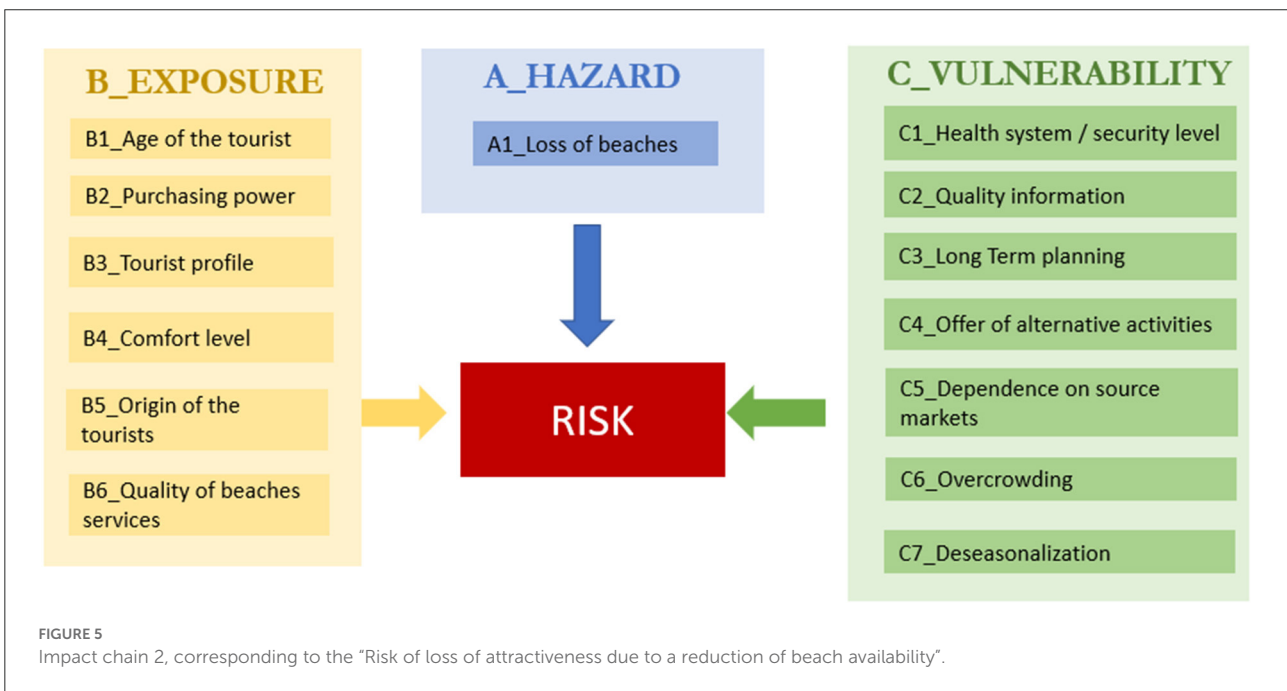 B_EXPOSURE
B1_Age of the tourist
B2_Purchasing power
B3_Tourist profile
B4_Comfort level
B5_Origin of the
tourists
B6_Quality of beaches
services
A_HAZARD
A1_Loss of beaches
RISK
C_VULNERABILITY
C1_Health system / security level
C2_Quality information
C3_Long Term planning
C4_Offer of alternative activities
C5_Dependence on source
markets
C6_Overcrowding
C7_Deseasonalization
FIGURE 5
Impact chain 2, corresponding to the “Risk of loss of attractiveness due to a reduction of beach availability”.